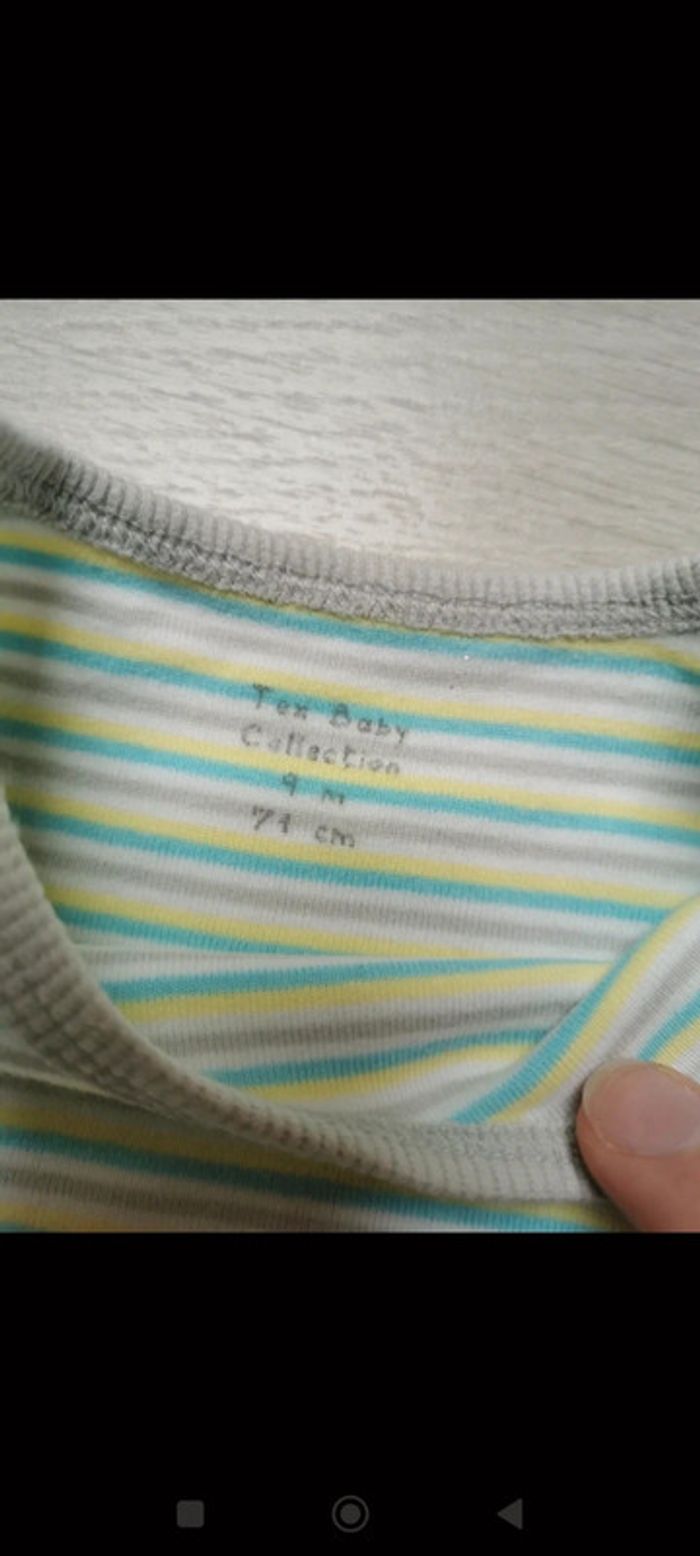 Tex Baby
Collection
9 m
71 cm